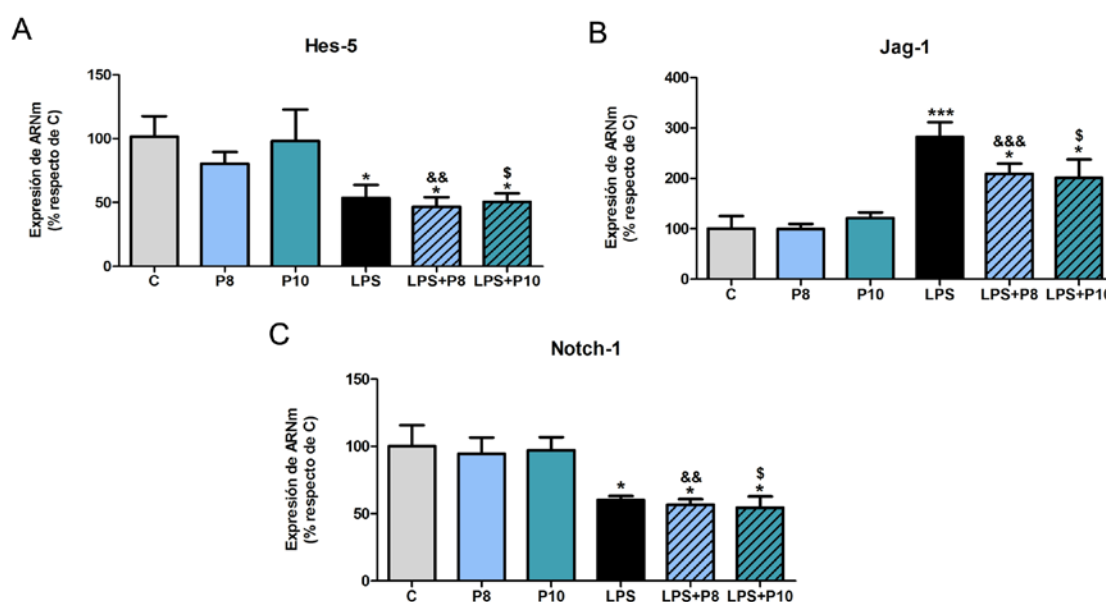 A
Hes-5
Expresión de ARNm
(% respecto de C)
150
100
50
0
*
&&
*
$
*
C P8 P10 LPS LPS+P8 LPS+P10
B
Jag-1
Expresión de ARNm
(% respecto de C)
400
300
200
100
0
***
&&&
*
$
*
C P8 P10 LPS LPS+P8 LPS+P10
C
Notch-1
Expresión de ARNm
(% respecto de C)
150
100
50
0
*
&&
*
$
*
C P8 P10 LPS LPS+P8 LPS+P10